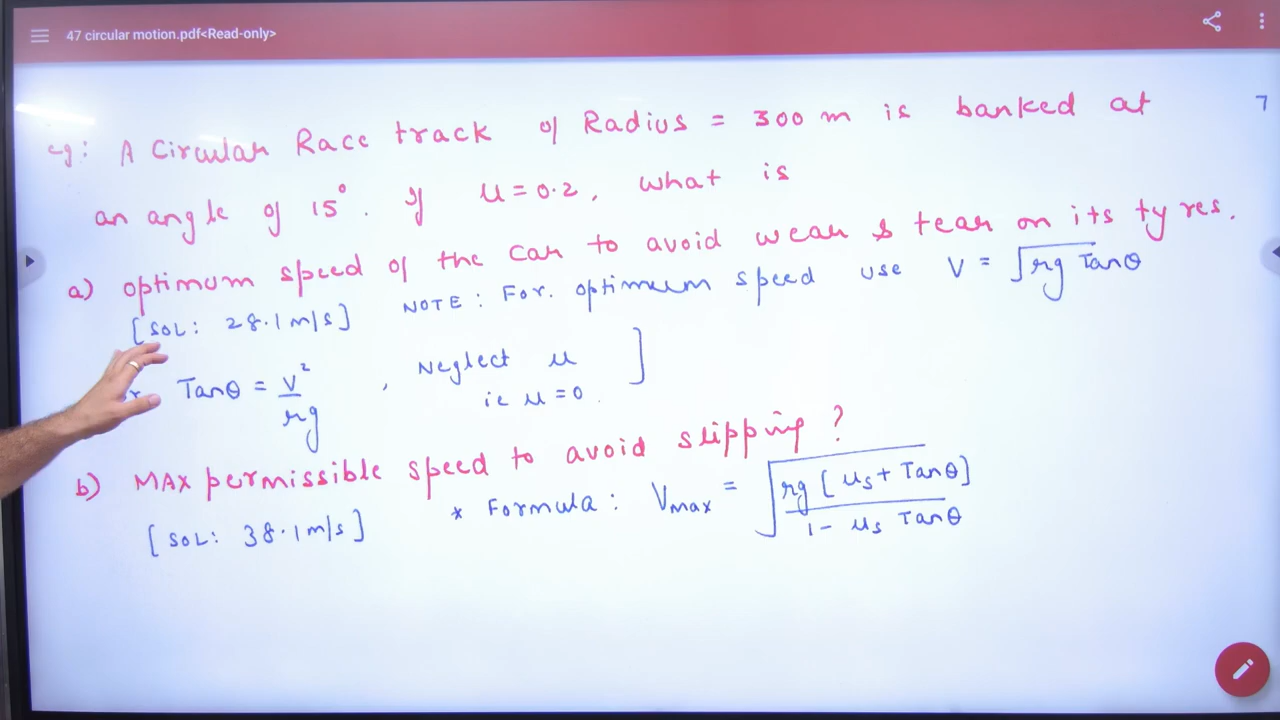 47 circular motion.pdf<Read-only>
7
eg: A Circular Race track of Radius = 300 m is banked at
an angle of 15°. If μ = 0.2, what is
a) optimum speed of the car to avoid wear & tear on its tyres.
[SOL: 28.1 m/s] NOTE: For. optimum speed use V = √rg Tanθ
Tanθ = v²/rg , Neglect μ ]
ie μ = 0.
b) MAX permissible speed to avoid slipping?
[SOL: 38.1 m/s] * Formula: Vmax = √rg [μs + Tanθ] / 1 - μs Tanθ